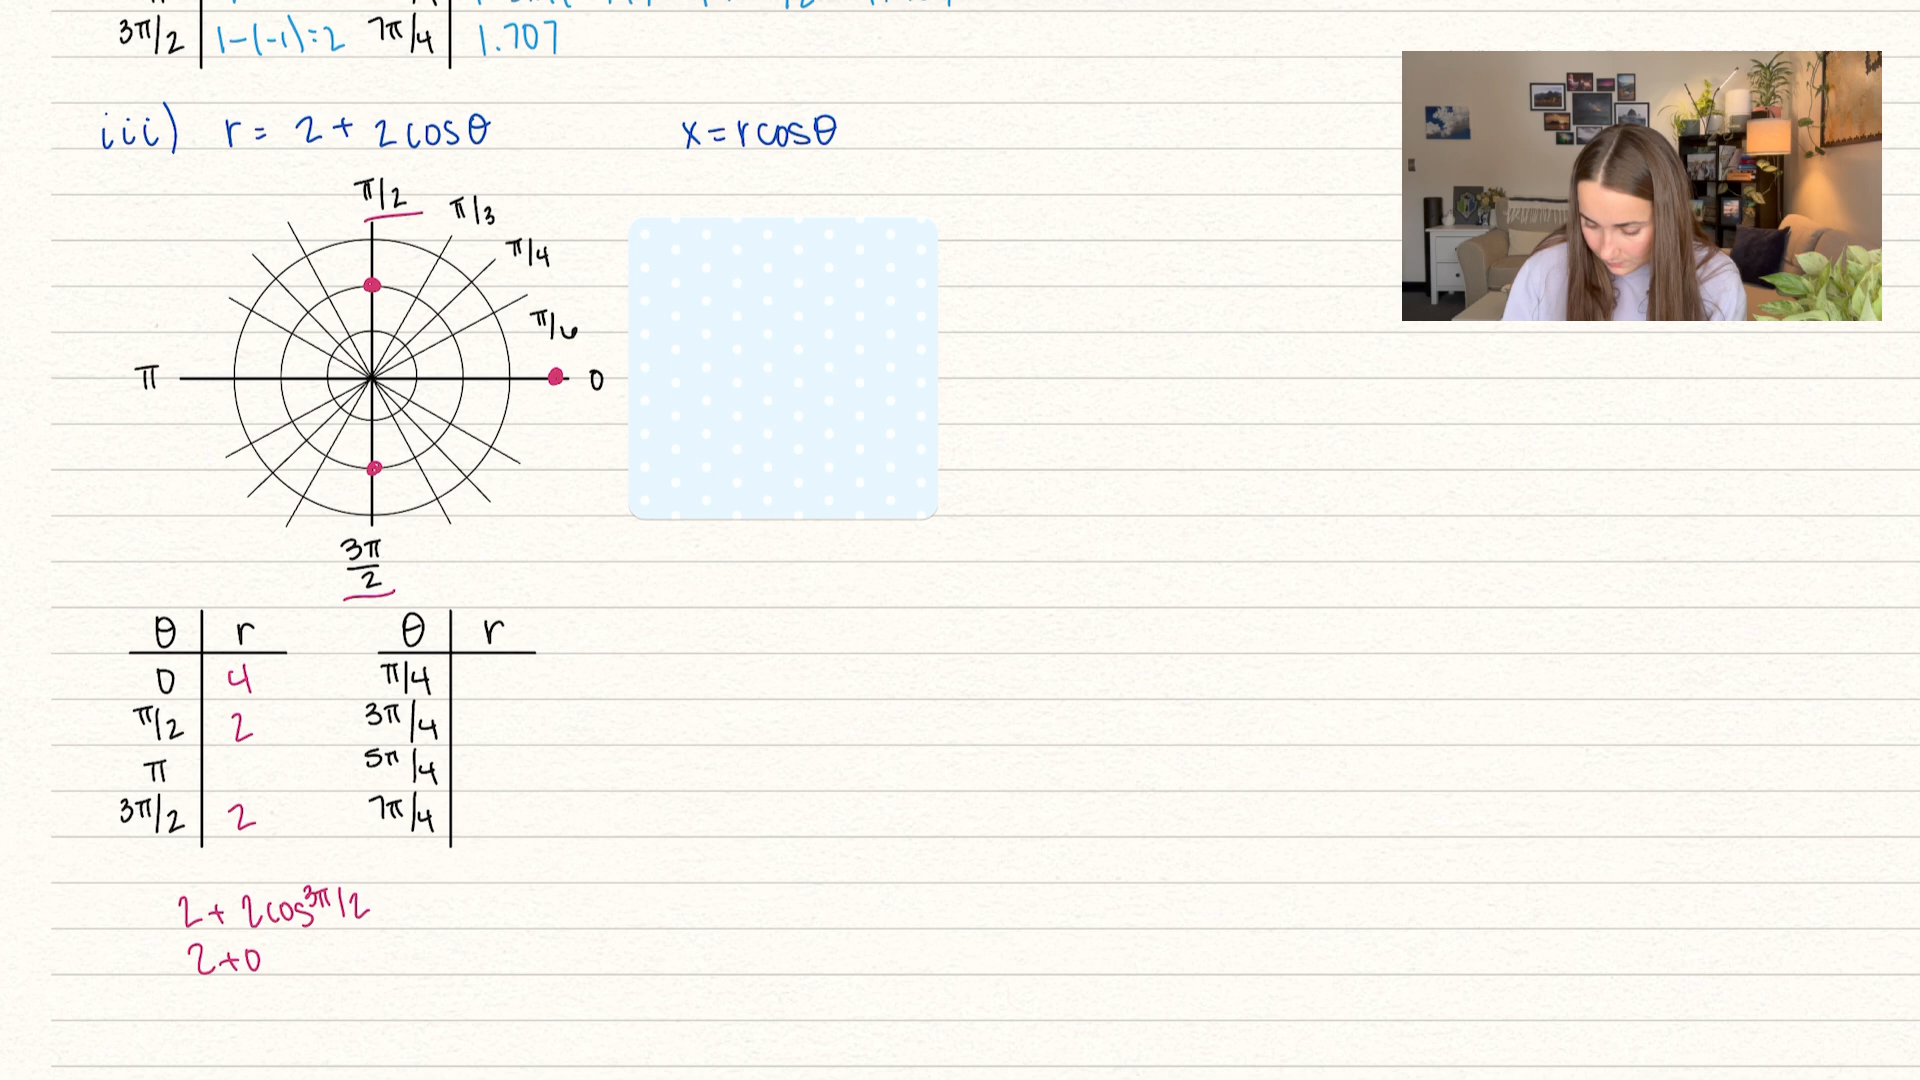 3π/2 1-(-1)=2 7π/4 1.707
iii) r = 2 + 2cosθ x = rcosθ
π/2
π/3
π/4
π/6
π 0
3π/2
θ r θ r
0 4 π/4
π/2 2 3π/4
π 5π/4
3π/2 2 7π/4
2 + 2cos3π/2
2+0